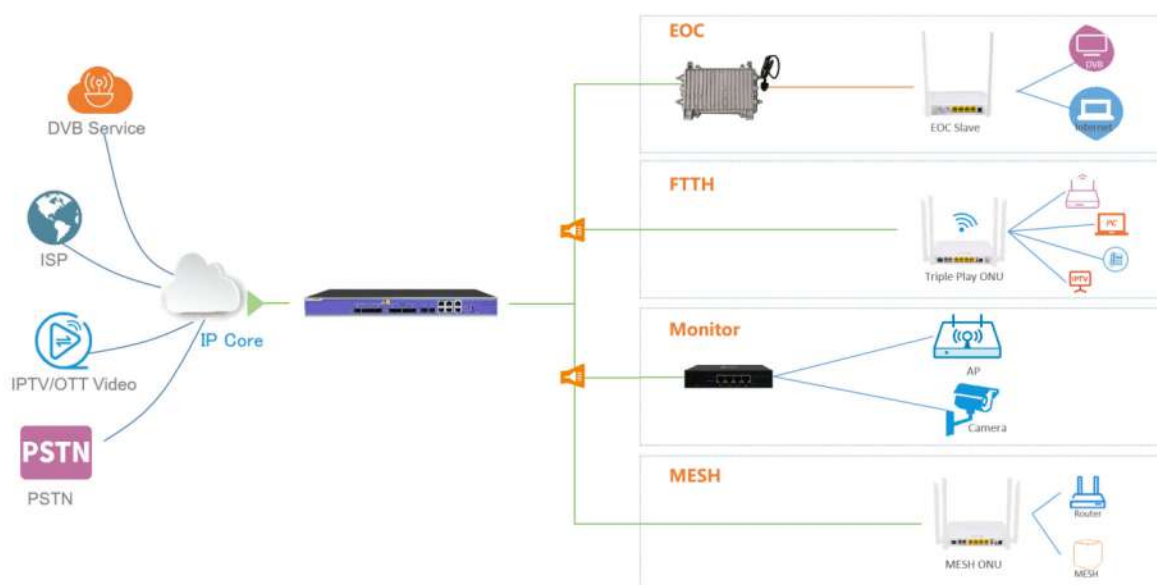 DVB Service
ISP
IP Core
IPTV/OTT Video
PSTN
PSTN
EOC
EOC Slave
DVB
Internet
FTTH
Triple Play ONU
PC
IPTV
Monitor
AP
Camera
MESH
MESH ONU
Router
MESH